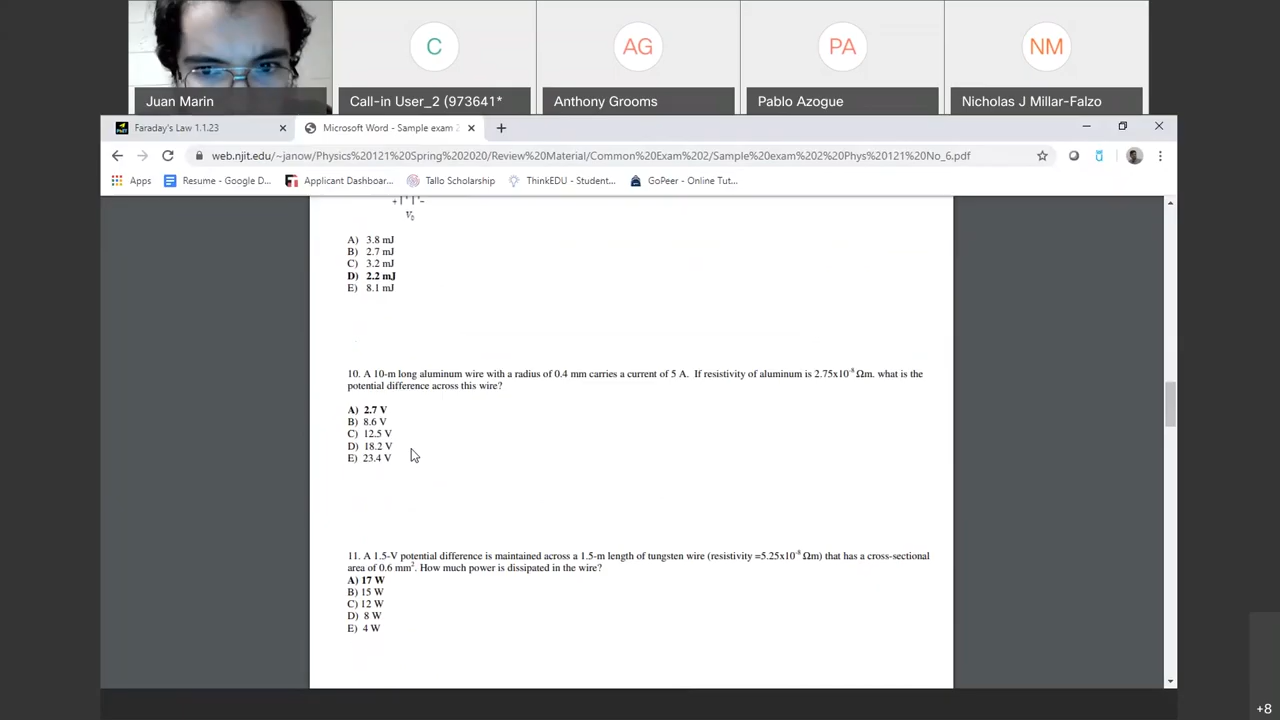 C
AG
PA
NM
Juan Marin
Call-in User_2 (973641*
Anthony Grooms
Pablo Azogue
Nicholas J Millar-Falzo
Faraday's Law 1.1.23
Microsoft Word - Sample exam 2
web.njit.edu/~janow/Physics%20121%20Spring%202020/Review%20Material/Common%20Exam%202/Sample%20exam%202%20Phys%20121%20No_6.pdf
Apps
Resume - Google D...
Applicant Dashboar...
Tallo Scholarship
ThinkEDU - Student...
GoPeer - Online Tut...
V₀
A) 3.8 mJ
B) 2.7 mJ
C) 3.2 mJ
D) 2.2 mJ
E) 8.1 mJ
10. A 10-m long aluminum wire with a radius of 0.4 mm carries a current of 5 A. If resistivity of aluminum is 2.75x10⁻⁸ Ωm. what is the
potential difference across this wire?
A) 2.7 V
B) 8.6 V
C) 12.5 V
D) 18.2 V
E) 23.4 V
11. A 1.5-V potential difference is maintained across a 1.5-m length of tungsten wire (resistivity =5.25x10⁻⁸ Ωm) that has a cross-sectional
area of 0.6 mm². How much power is dissipated in the wire?
A) 17 W
B) 15 W
C) 12 W
D) 8 W
E) 4 W
+8